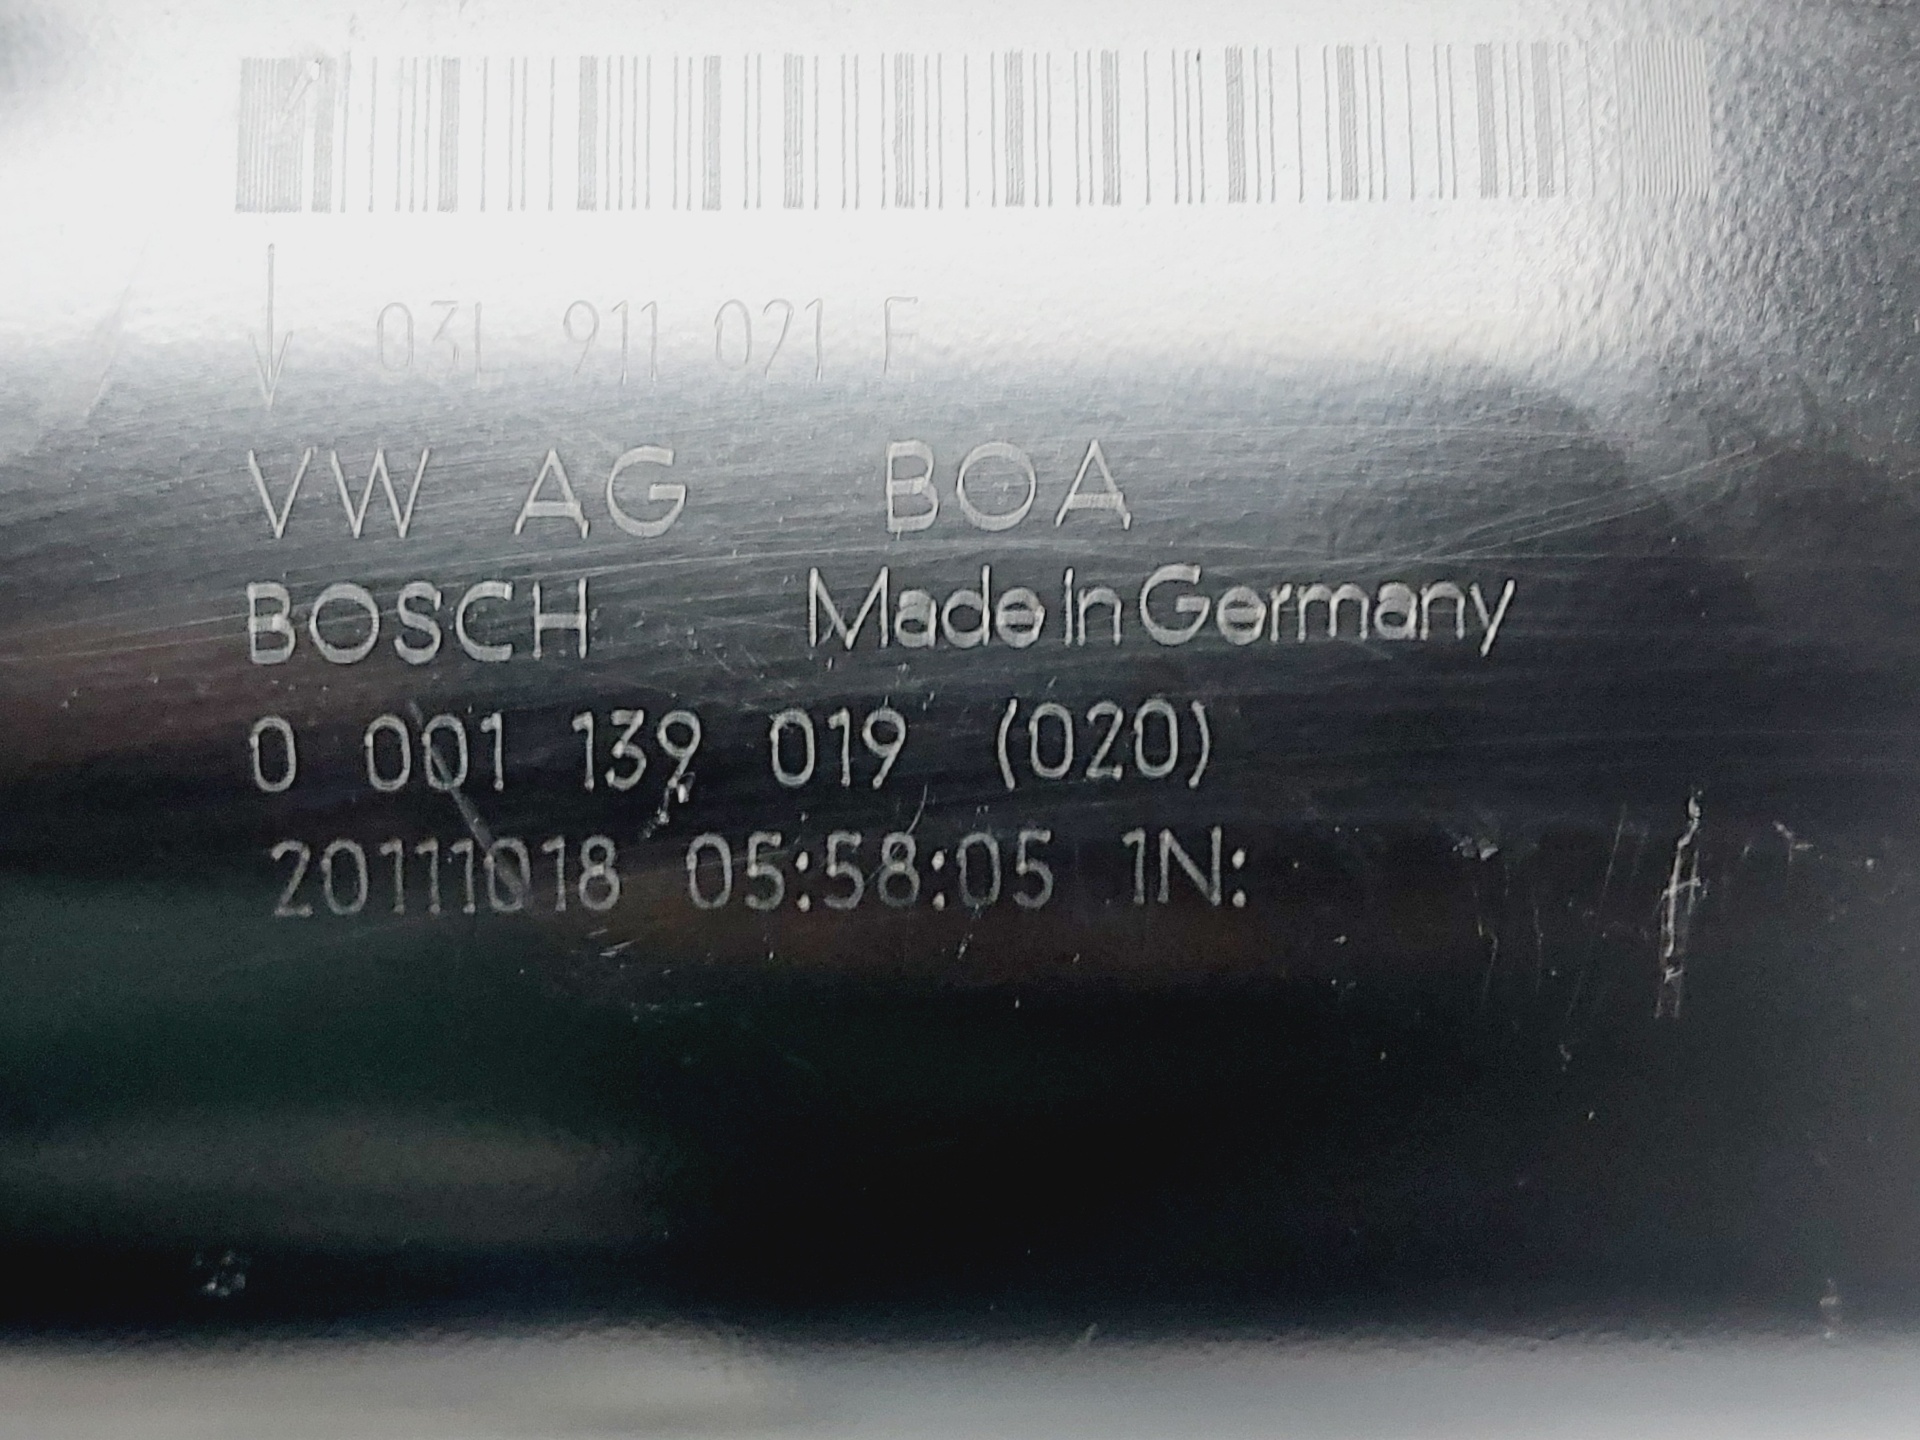 03L 911 021 F
VW AG BOA
BOSCH Made In Germany
0 001 139 019 (020)
20111018 05:58:05 1N: